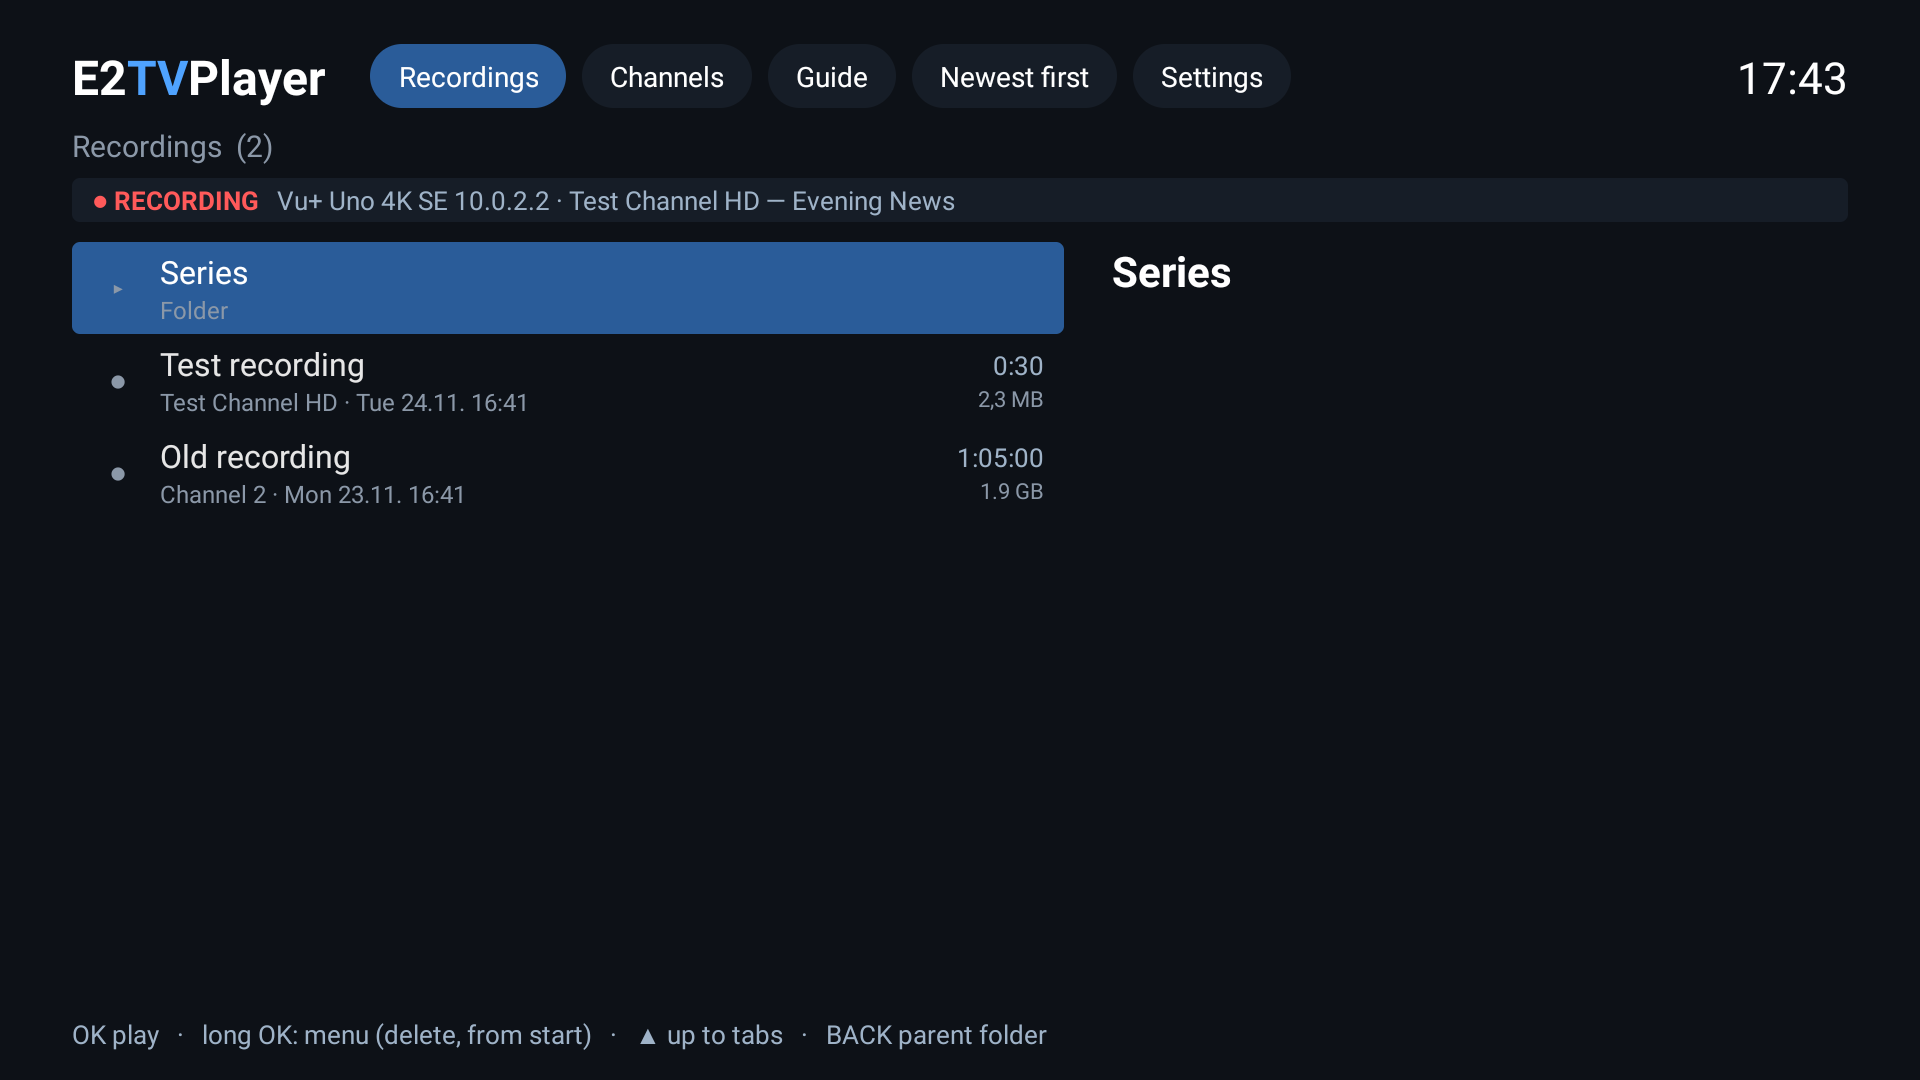 E2TVPlayer Recordings Channels Guide Newest first Settings 17:43
Recordings (2)
● RECORDING Vu+ Uno 4K SE 10.0.2.2 · Test Channel HD — Evening News
Series
Folder
Series
Test recording 0:30
Test Channel HD · Tue 24.11. 16:41 2,3 MB
Old recording 1:05:00
Channel 2 · Mon 23.11. 16:41 1.9 GB
OK play · long OK: menu (delete, from start) · ▲ up to tabs · BACK parent folder